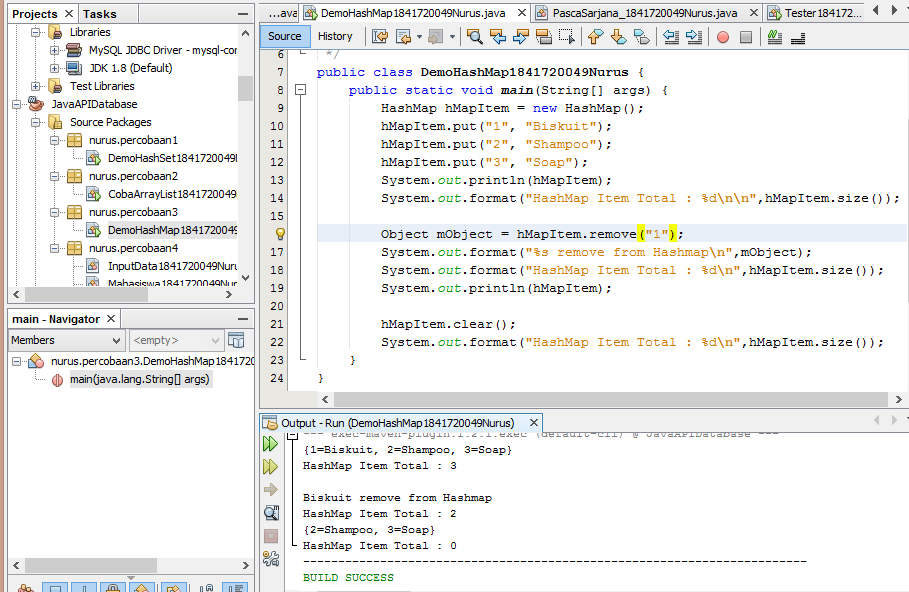 Projects
Tasks
Libraries
MySQL JDBC Driver - mysql-cor
JDK 1.8 (Default)
Test Libraries
JavaAPIDatabase
Source Packages
nurus.percobaan1
DemoHashSet1841720049I
nurus.percobaan2
CobaArrayList1841720049
nurus.percobaan3
DemoHashMap1841720049
nurus.percobaan4
InputData1841720049Nuru
Mahasiswa1841720049Nur
main - Navigator
Members
<empty>
nurus.percobaan3.DemoHashMap1841720
main(java.lang.String[] args)
...ava
DemoHashMap1841720049Nurus.java
PascaSarjana_1841720049Nurus.java
Tester184172...
Source
History
6 */
7 public class DemoHashMap1841720049Nurus {
8 public static void main(String[] args) {
9 HashMap hMapItem = new HashMap();
10 hMapItem.put("1", "Biskuit");
11 hMapItem.put("2", "Shampoo");
12 hMapItem.put("3", "Soap");
13 System.out.println(hMapItem);
14 System.out.format("HashMap Item Total : %d\n\n",hMapItem.size());
15
Object mObject = hMapItem.remove("1");
17 System.out.format("%s remove from Hashmap\n",mObject);
18 System.out.format("HashMap Item Total : %d\n",hMapItem.size());
19 System.out.println(hMapItem);
20
21 hMapItem.clear();
22 System.out.format("HashMap Item Total : %d\n",hMapItem.size());
23 }
24 }
Output - Run (DemoHashMap1841720049Nurus)
--- exec-maven-plugin:1.2.1:exec (default-cli) @ JavaAPIDatabase ---
{1=Biskuit, 2=Shampoo, 3=Soap}
HashMap Item Total : 3
Biskuit remove from Hashmap
HashMap Item Total : 2
{2=Shampoo, 3=Soap}
HashMap Item Total : 0
------------------------------------------------------------------------
BUILD SUCCESS